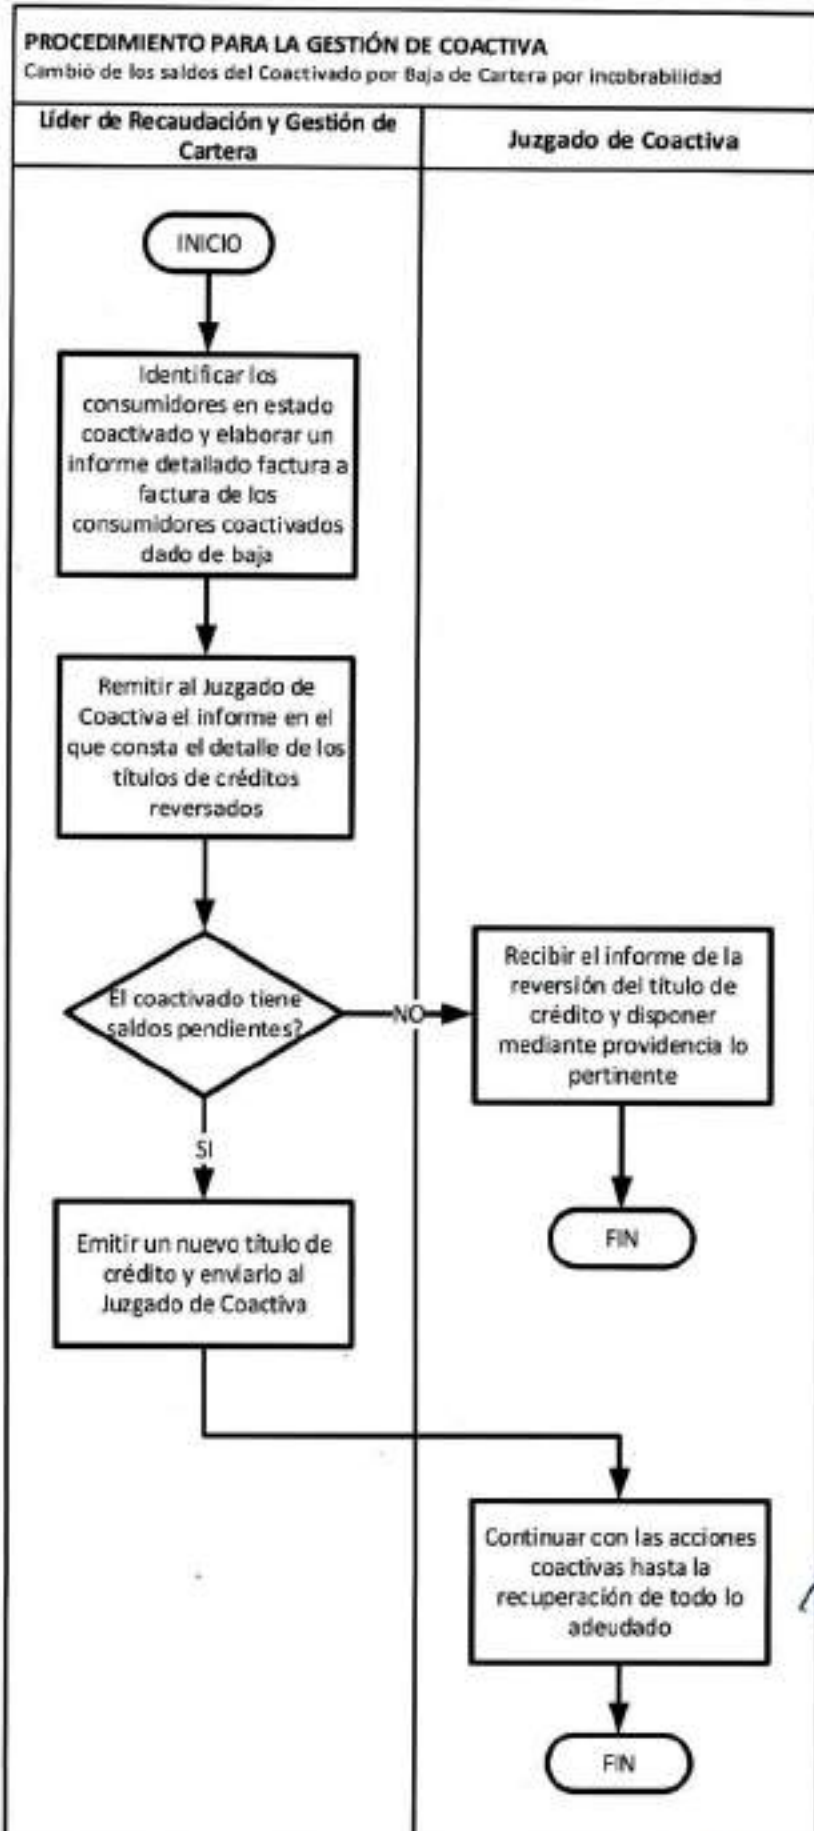 PROCEDIMIENTO PARA LA GESTIÓN DE COACTIVA
Cambió de los saldos del Coactivado por Baja de Cartera por incobrabilidad
Líder de Recaudación y Gestión de
Cartera
Juzgado de Coactiva
INICIO
Identificar los
consumidores en estado
coactivado y elaborar un
informe detallado factura a
factura de los
consumidores coactivados
dado de baja
Remitir al Juzgado de
Coactiva el informe en el
que consta el detalle de los
títulos de créditos
reversados
El coactivado tiene
saldos pendientes?
NO
Recibir el informe de la
reversión del título de
crédito y disponer
mediante providencia lo
pertinente
SI
FIN
Emitir un nuevo título de
crédito y enviarlo al
Juzgado de Coactiva
Continuar con las acciones
coactivas hasta la
recuperación de todo lo
adeudado
FIN